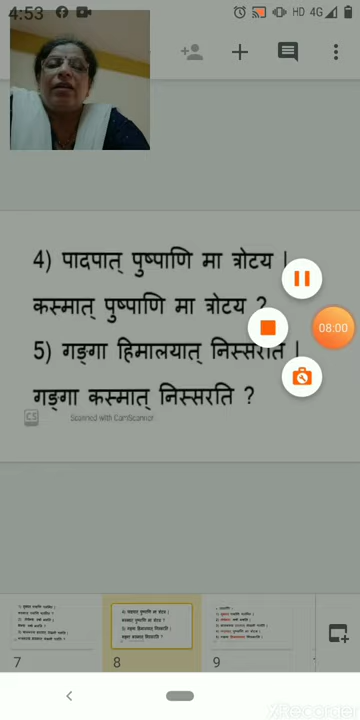 4:53 HD 4G
4) पादपात् पुष्पाणि मा त्रोटय |
कस्मात् पुष्पाणि मा त्रोटय ?
08:00
5) गङ्गा हिमालयात् निस्सरति |
गङ्गा कस्मात् निस्सरति ?
CS Scanned with CamScanner
7
8
9
XRecorder